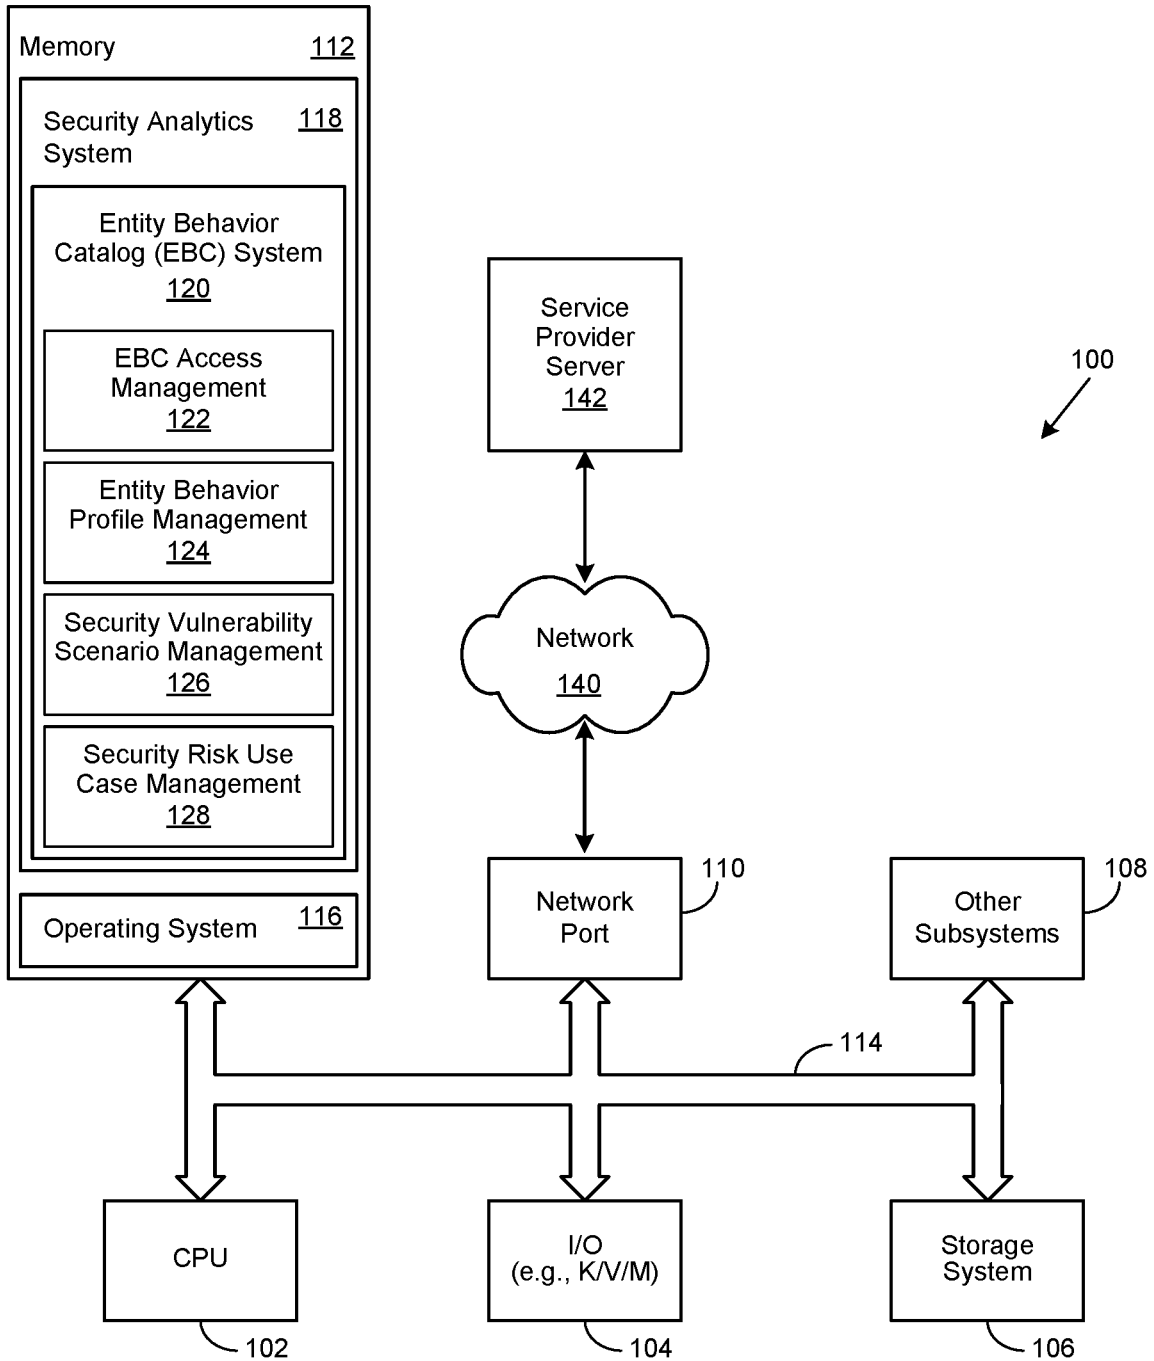 Memory 112
Security Analytics 118
System
Entity Behavior
Catalog (EBC) System
120
EBC Access
Management
122
Entity Behavior
Profile Management
124
Security Vulnerability
Scenario Management
126
Security Risk Use
Case Management
128
Operating System 116
Service
Provider
Server
142
100
Network
140
Network
Port
110
Other
Subsystems
108
114
CPU
102
I/O
(e.g., K/V/M)
104
Storage
System
106